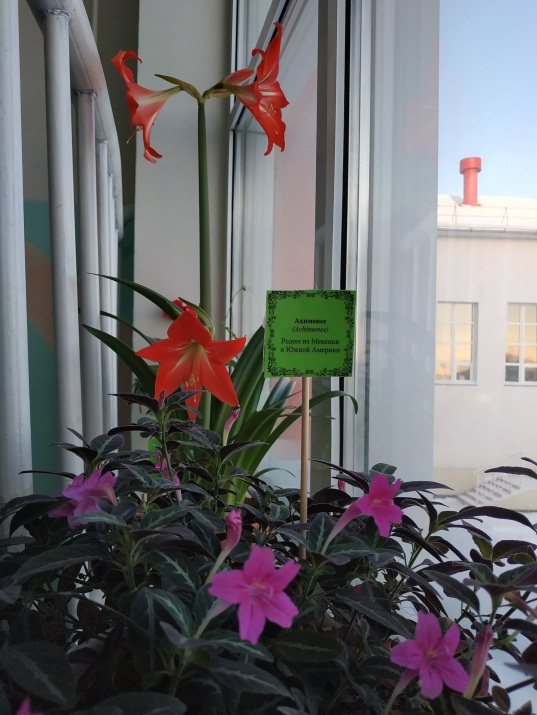 Ахименес
(Achimenes)
Родом из Мексики
и Южной Америки